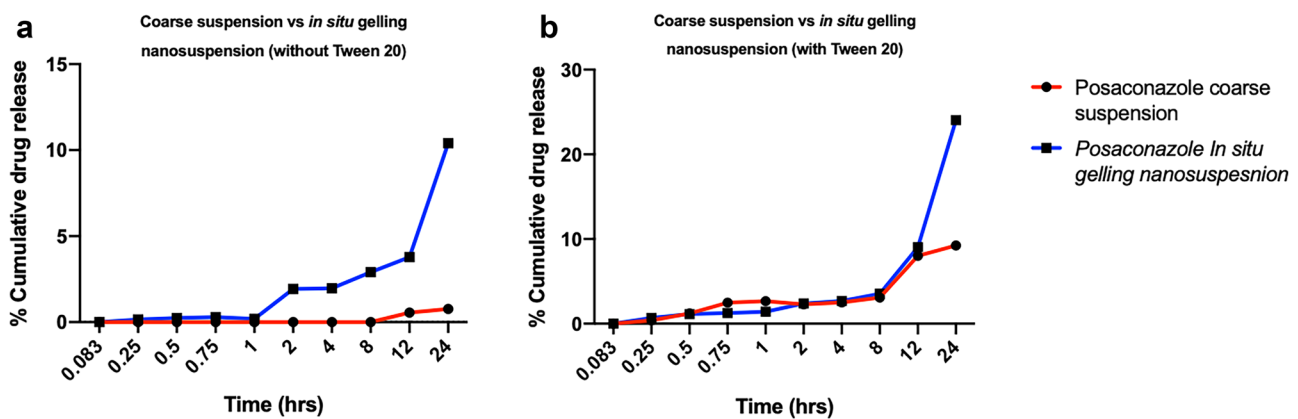 a
Coarse suspension vs in situ gelling
nanosuspension (without Tween 20)
% Cumulative drug release
15
10
5
0
0.083
0.25
0.5
0.75
1
2
4
8
12
24
Time (hrs)
b
Coarse suspension vs in situ gelling
nanosuspension (with Tween 20)
% Cumulative drug release
30
20
10
0
0.083
0.25
0.5
0.75
1
2
4
8
12
24
Time (hrs)
Posaconazole coarse
suspension
Posaconazole In situ
gelling nanosuspesnion